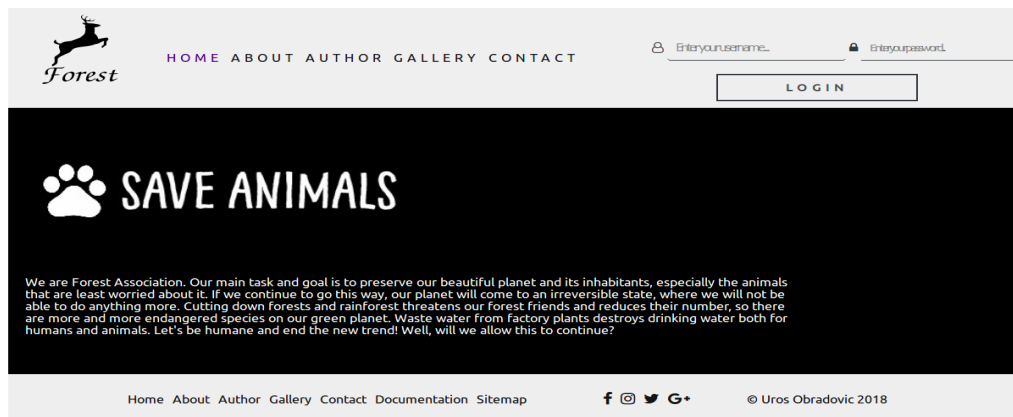 Forest
HOME ABOUT AUTHOR GALLERY CONTACT
Enter your username...
Enter your password..
LOGIN
SAVE ANIMALS
We are Forest Association. Our main task and goal is to preserve our beautiful planet and its inhabitants, especially the animals
that are least worried about it. If we continue to go this way, our planet will come to an irreversible state, where we will not be
able to do anything more. Cutting down forests and rainforest threatens our forest friends and reduces their number, so there
are more and more endangered species on our green planet. Waste water from factory plants destroys drinking water both for
humans and animals. Let's be humane and end the new trend! Well, will we allow this to continue?
Home About Author Gallery Contact Documentation Sitemap
© Uros Obradovic 2018